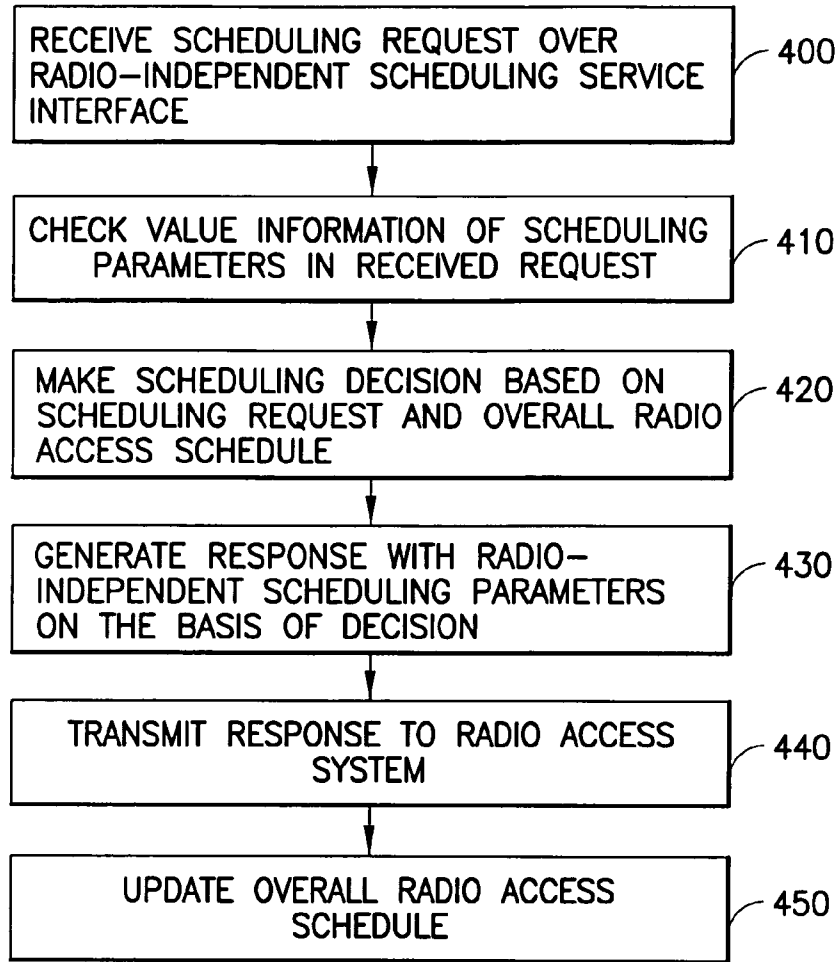 RECEIVE SCHEDULING REQUEST OVER
RADIO-INDEPENDENT SCHEDULING SERVICE
INTERFACE
400
CHECK VALUE INFORMATION OF SCHEDULING
PARAMETERS IN RECEIVED REQUEST
410
MAKE SCHEDULING DECISION BASED ON
SCHEDULING REQUEST AND OVERALL RADIO
ACCESS SCHEDULE
420
GENERATE RESPONSE WITH RADIO-
INDEPENDENT SCHEDULING PARAMETERS
ON THE BASIS OF DECISION
430
TRANSMIT RESPONSE TO RADIO ACCESS
SYSTEM
440
UPDATE OVERALL RADIO ACCESS
SCHEDULE
450